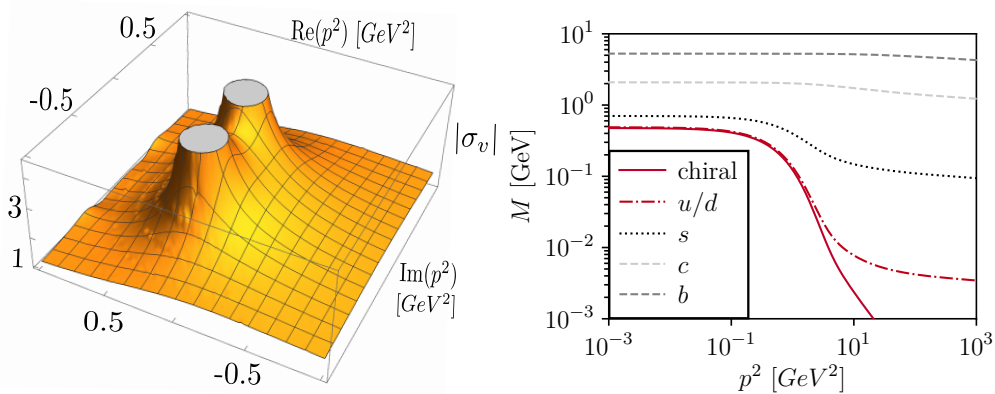 0.5
Re(p²) [GeV²]
-0.5
|σᵥ|
3
1
Im(p²)
[GeV²]
0.5
-0.5
10¹
10⁰
10⁻¹
10⁻²
10⁻³
M [GeV]
chiral
u/d
s
c
b
10⁻³ 10⁻¹ 10¹ 10³
p² [GeV²]